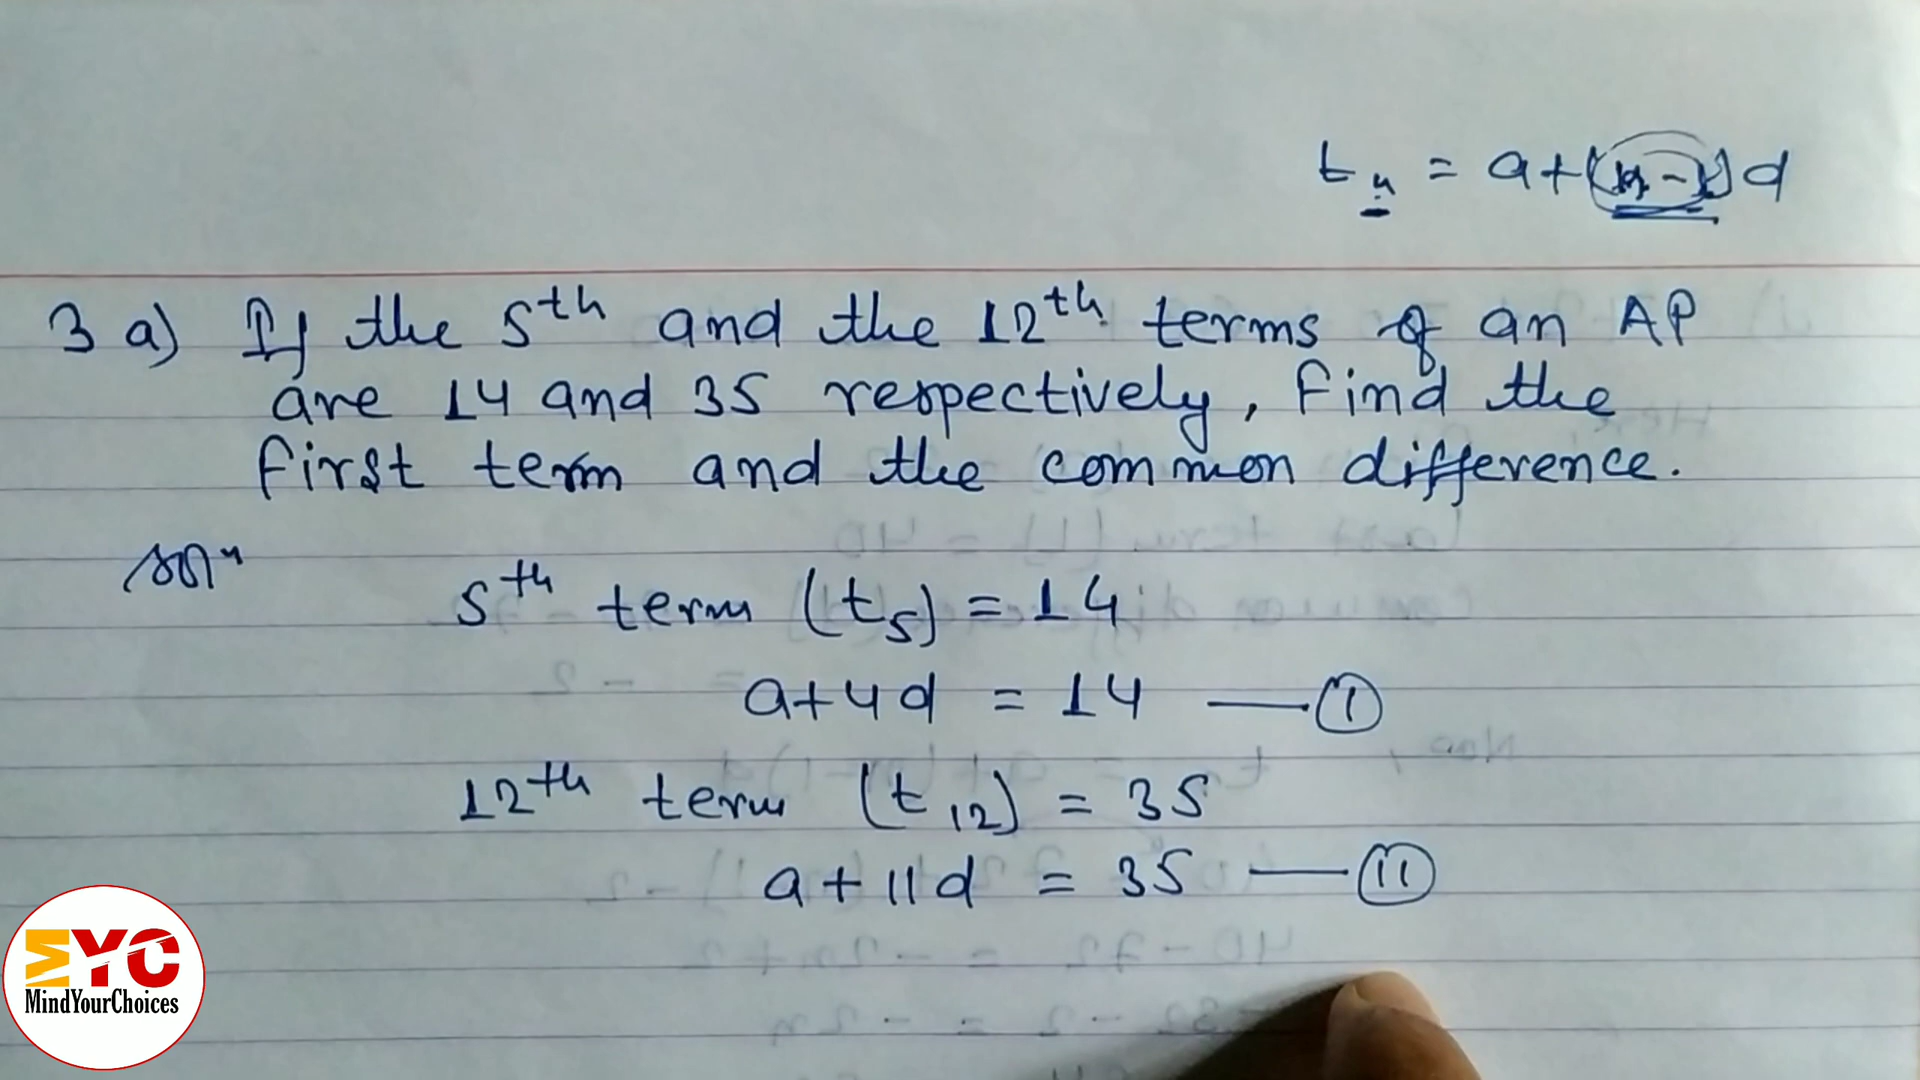 tn = a+(n-1)d
3 a) If the 5th and the 12th terms of an AP
are 14 and 35 respectively, Find the
first term and the common difference.
Soln
5th term (t5) = 14
a+4d = 14 — (I)
12th term (t12) = 35
a + 11d = 35 — (II)
MYC
MindYourChoices